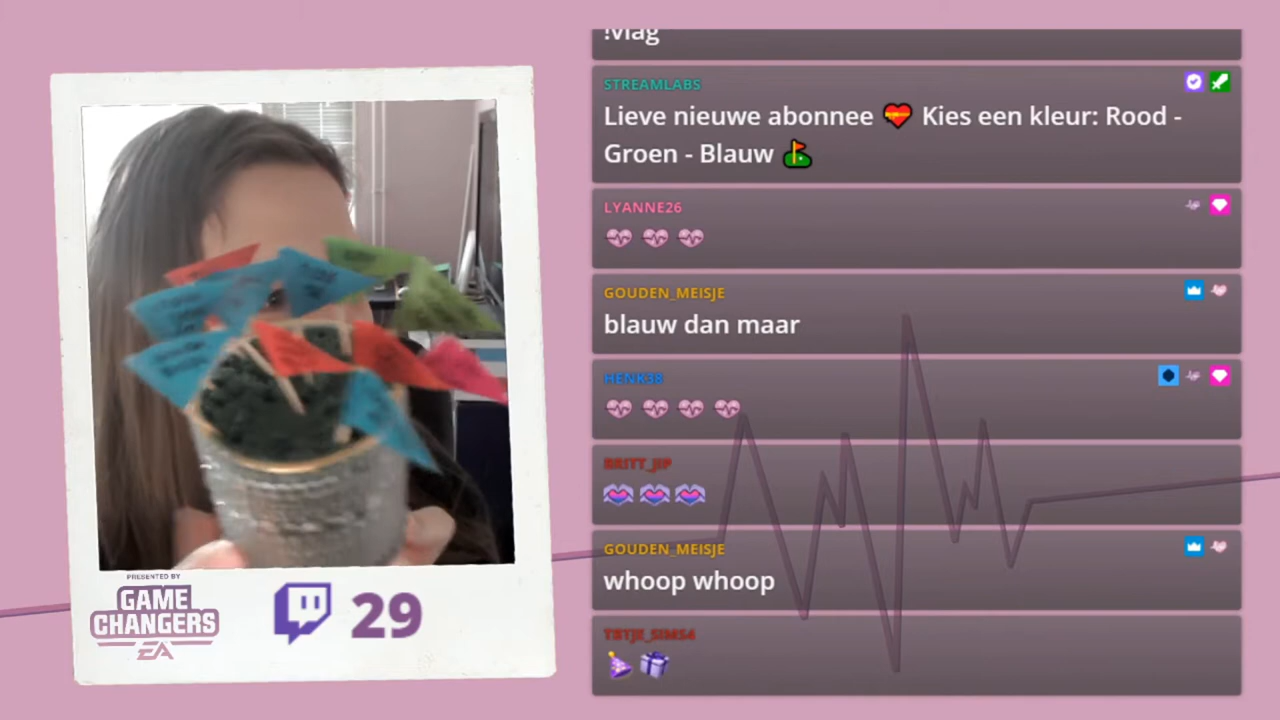 !vlag
STREAMLABS
Lieve nieuwe abonnee Kies een kleur: Rood -
Groen - Blauw
LYANNE26
GOUDEN_MEISJE
blauw dan maar
HENK38
BRITT_JIP
GOUDEN_MEISJE
whoop whoop
TRTJE_SIMS4
PRESENTED BY
GAME
CHANGERS
EA
29